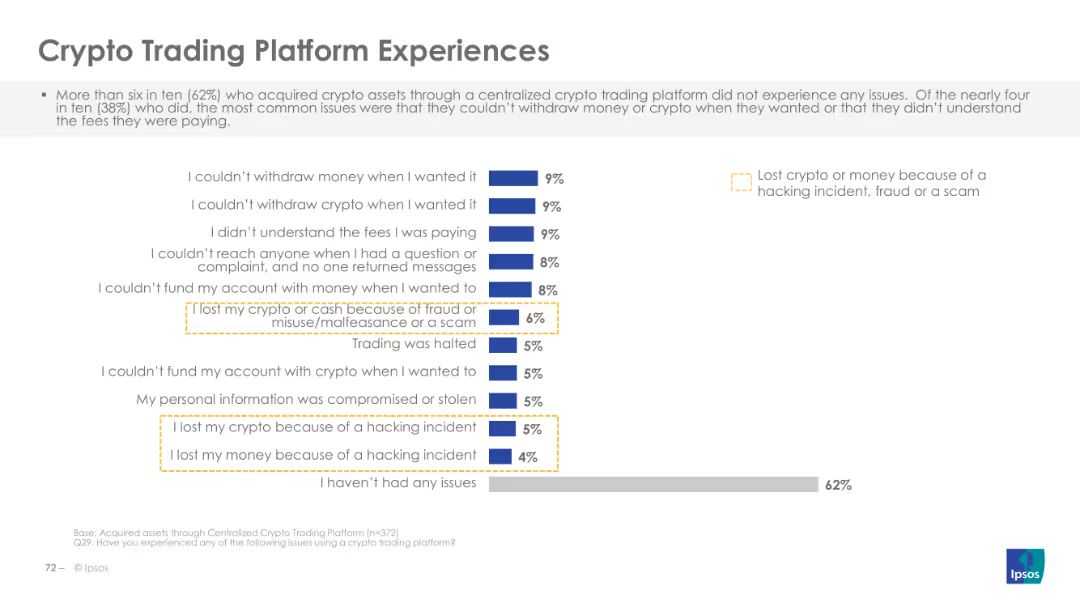 Crypto Trading Platform Experiences
▪ More than six in ten (62%) who acquired crypto assets through a centralized crypto trading platform did not experience any issues.  Of the nearly four
in ten (38%) who did, the most common issues were that they couldn't withdraw money or crypto when they wanted or that they didn't understand
the fees they were paying.
I couldn't withdraw money when I wanted it 9%
Lost crypto or money because of a
hacking incident, fraud or a scam
I couldn't withdraw crypto when I wanted it 9%
I didn't understand the fees I was paying 9%
I couldn't reach anyone when I had a question or
complaint, and no one returned messages 8%
I couldn't fund my account with money when I wanted to 8%
I lost my crypto or cash because of fraud or
misuse/malfeasance or a scam 6%
Trading was halted 5%
I couldn't fund my account with crypto when I wanted to 5%
My personal information was compromised or stolen 5%
I lost my crypto because of a hacking incident 5%
I lost my money because of a hacking incident 4%
I haven't had any issues 62%
Base: Acquired assets through Centralized Crypto Trading Platform (n=372)
Q29. Have you experienced any of the following issues using a crypto trading platform?
72 – © Ipsos
Ipsos